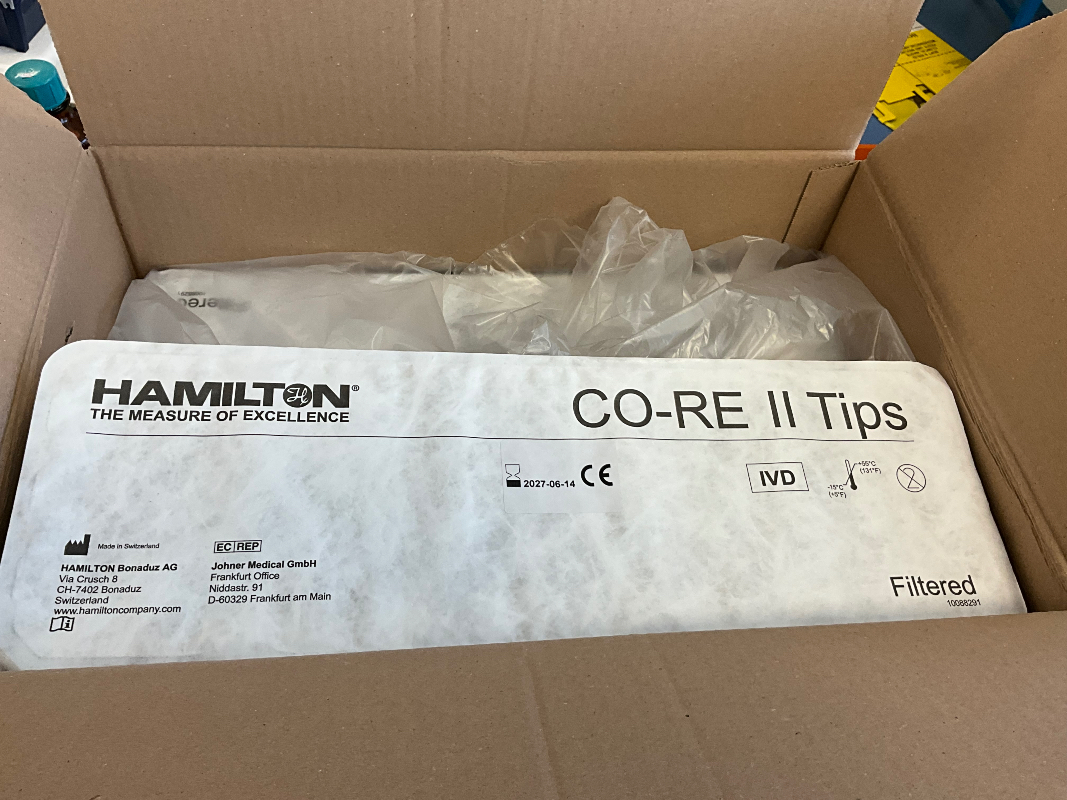 HAMILTON®
THE MEASURE OF EXCELLENCE
CO-RE II Tips
2027-06-14 CE
IVD
+55°C
(131°F)
-15°C
(+5°F)
2
Made in Switzerland
HAMILTON Bonaduz AG
Via Crusch 8
CH-7402 Bonaduz
Switzerland
www.hamiltoncompany.com
EC REP
Johner Medical GmbH
Frankfurt Office
Niddastr. 91
D-60329 Frankfurt am Main
Filtered
10088291